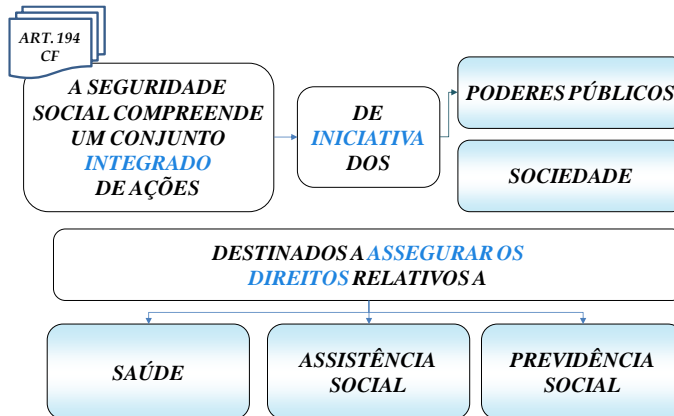 ART. 194
CF
A SEGURIDADE
SOCIAL COMPREENDE
UM CONJUNTO
INTEGRADO
DE AÇÕES
DE
INICIATIVA
DOS
PODERES PÚBLICOS
SOCIEDADE
DESTINADOS A ASSEGURAR OS
DIREITOS RELATIVOS A
SAÚDE
ASSISTÊNCIA
SOCIAL
PREVIDÊNCIA
SOCIAL